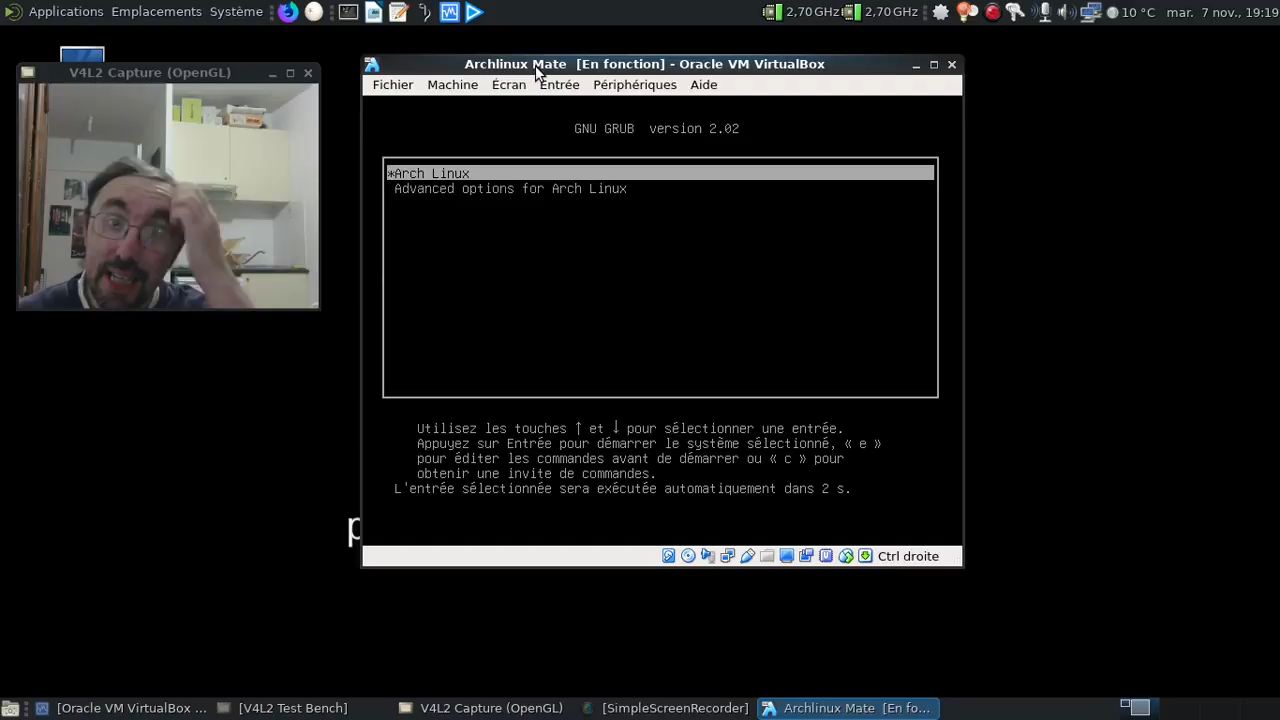 Applications Emplacements Système
2,70 GHz 2,70 GHz
10 °C mar. 7 nov., 19:19
V4L2 Capture (OpenGL)
Archlinux Mate [En fonction] - Oracle VM VirtualBox
Fichier Machine Écran Entrée Périphériques Aide
GNU GRUB version 2.02
*Arch Linux
Advanced options for Arch Linux
Utilisez les touches ↑ et ↓ pour sélectionner une entrée.
Appuyez sur Entrée pour démarrer le système sélectionné, « e »
pour éditer les commandes avant de démarrer ou « c » pour
obtenir une invite de commandes.
L'entrée sélectionnée sera exécutée automatiquement dans 2 s.
p
Ctrl droite
[Oracle VM VirtualBox ... [V4L2 Test Bench] V4L2 Capture (OpenGL) [SimpleScreenRecorder] Archlinux Mate [En fo...